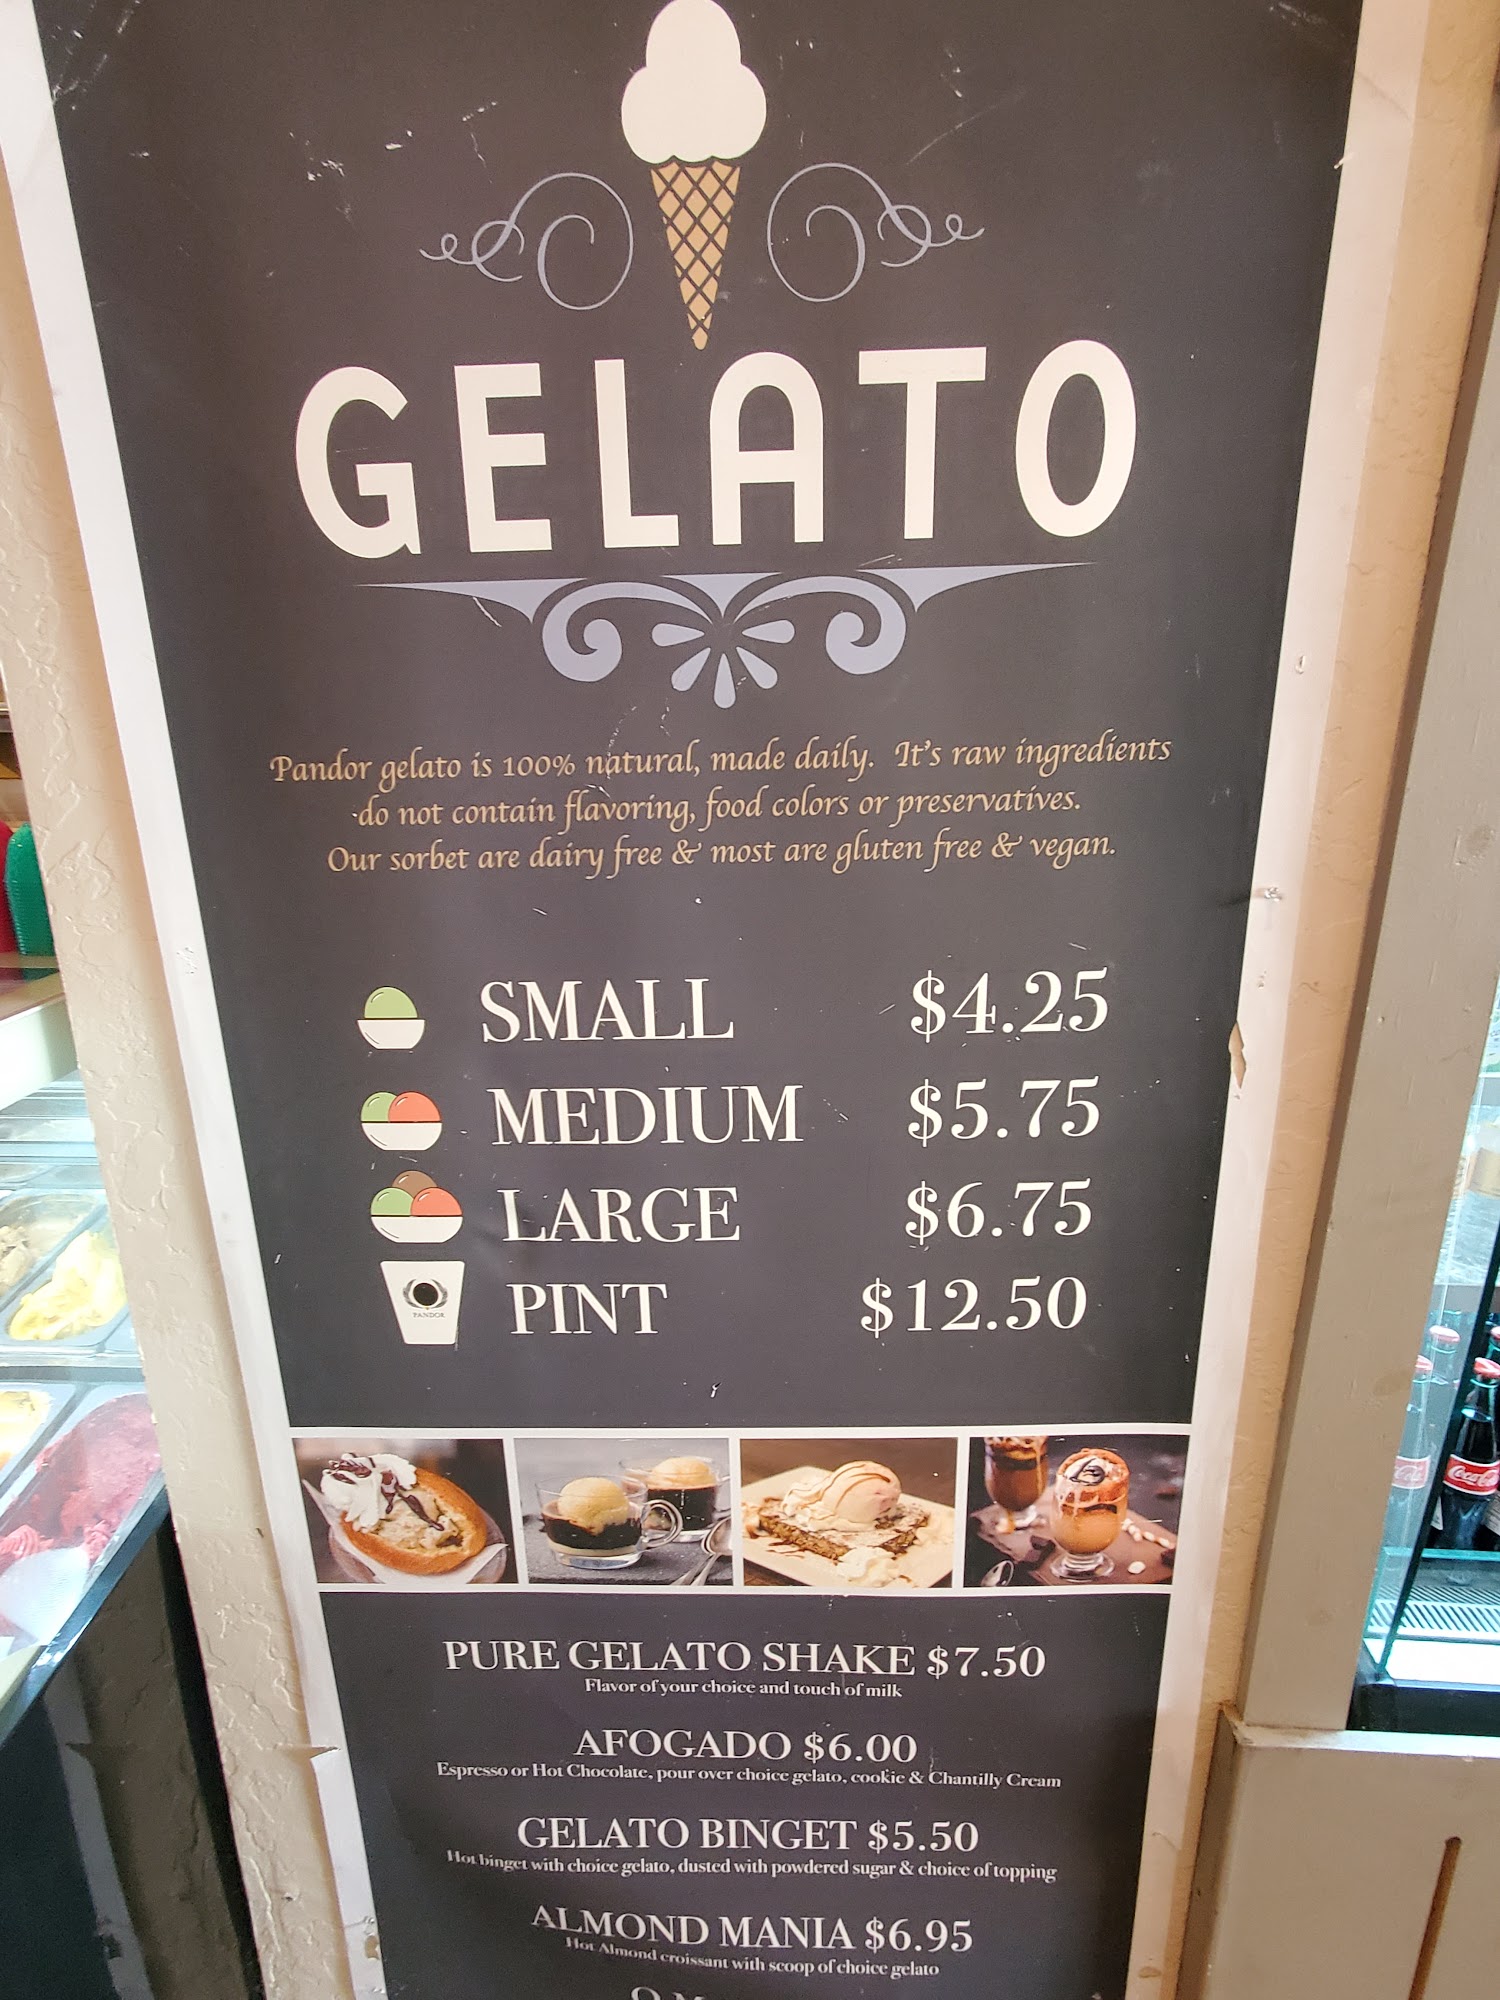 GELATO
Pandor gelato is 100% natural, made daily. It's raw ingredients
do not contain flavoring, food colors or preservatives.
Our sorbet are dairy free & most are gluten free & vegan.
SMALL $4.25
MEDIUM $5.75
LARGE $6.75
PANDOR
PINT $12.50
PURE GELATO SHAKE $7.50
Flavor of your choice and touch of milk
AFOGADO $6.00
Espresso or Hot Chocolate, pour over choice gelato, cookie & Chantilly Cream
GELATO BINGET $5.50
Hot binget with choice gelato, dusted with powdered sugar & choice of topping
ALMOND MANIA $6.95
Hot Almond croissant with scoop of choice gelato
Coca-Cola